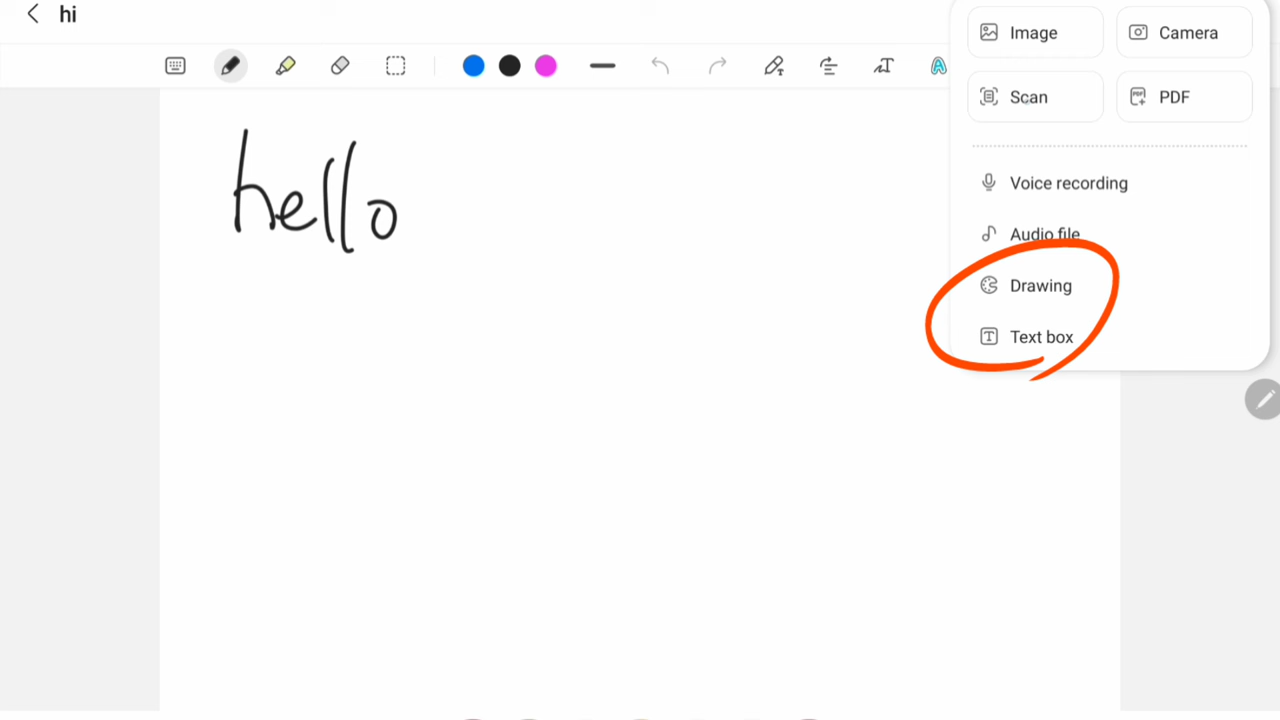 hi
Image
Camera
Scan
PDF
hello
Voice recording
Audio file
Drawing
Text box